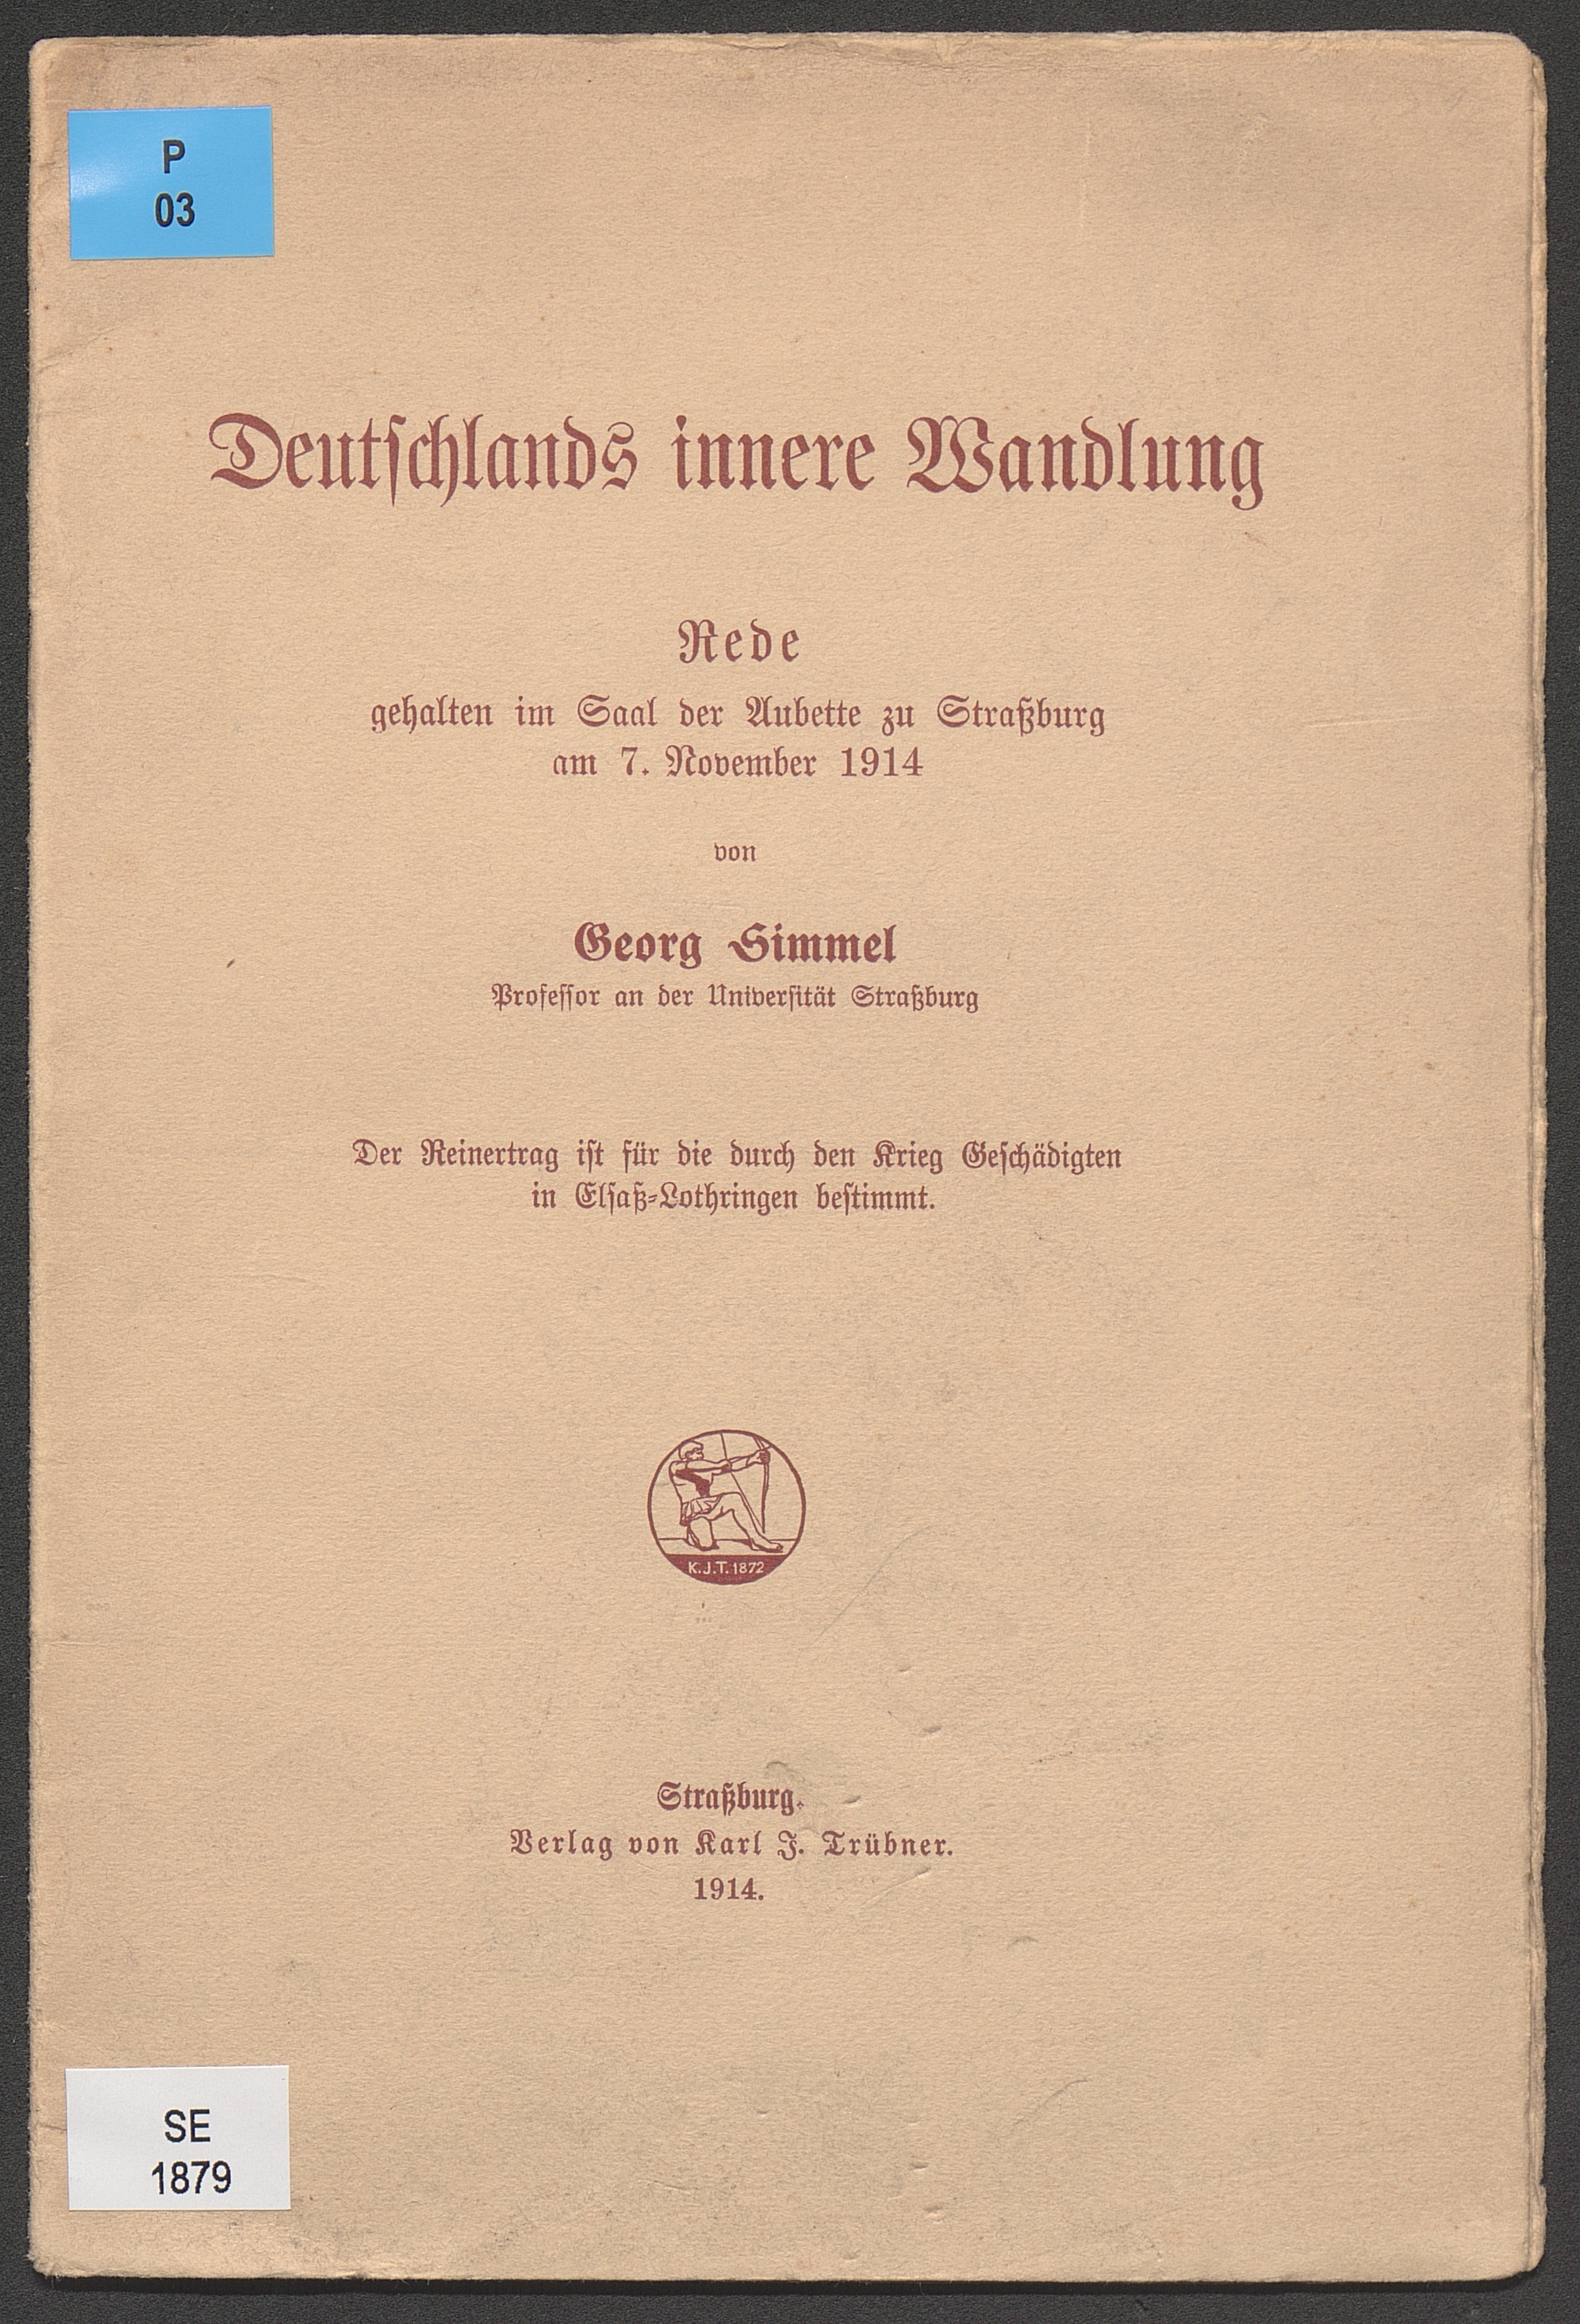 P
03
Deutschlands innere Wandlung
Rede
gehalten im Saal der Aubette zu Straßburg
am 7. November 1914
von
Georg Simmel
Professor an der Universität Straßburg
Der Reinertrag ist für die durch den Krieg Geschädigten
in Elsaß-Lothringen bestimmt.
K.J.T. 1872
Straßburg.
Verlag von Karl J. Trübner.
1914.
SE
1879